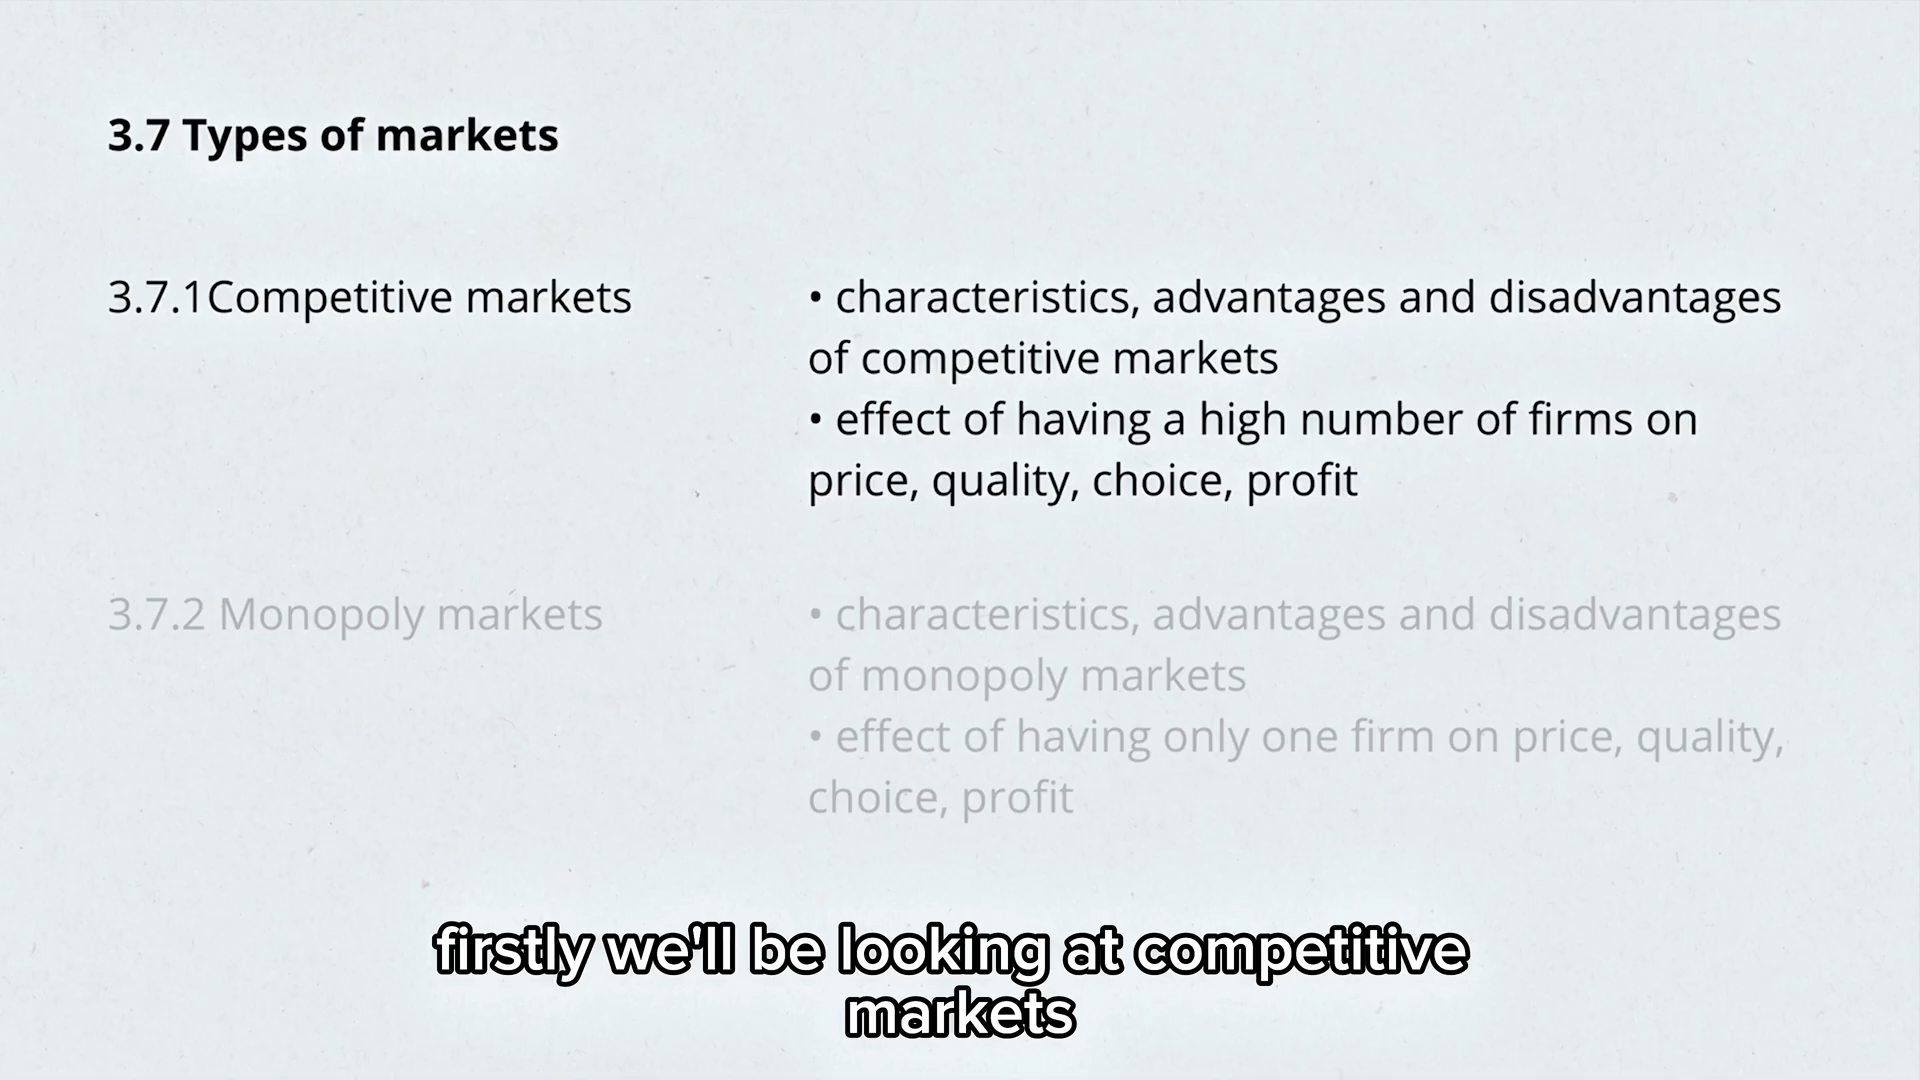 3.7 Types of markets
3.7.1Competitive markets
• characteristics, advantages and disadvantages
of competitive markets
• effect of having a high number of firms on
price, quality, choice, profit
3.7.2 Monopoly markets
• characteristics, advantages and disadvantages
of monopoly markets
• effect of having only one firm on price, quality,
choice, profit
firstly we'll be looking at competitive
markets